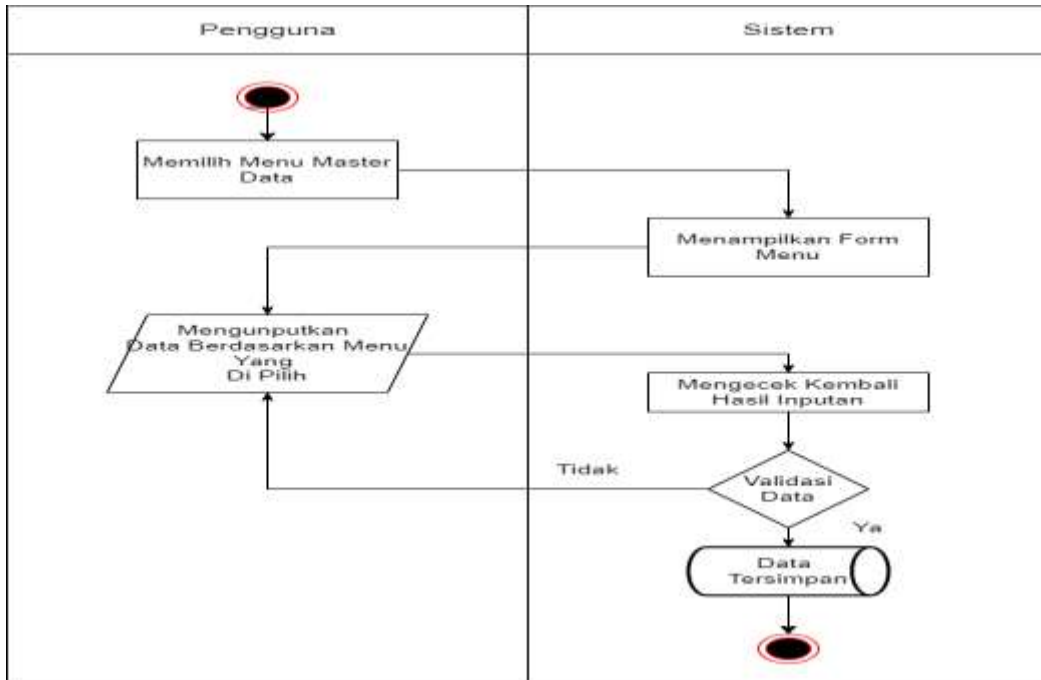 Pengguna
Sistem
Memilih Menu Master
Data
Menampilkan Form
Menu
Mengunputkan
Data Berdasarkan Menu
Yang
Di Pilih
Mengecek Kembali
Hasil Inputan
Tidak
Validasi
Data
Ya
Data
Tersimpan